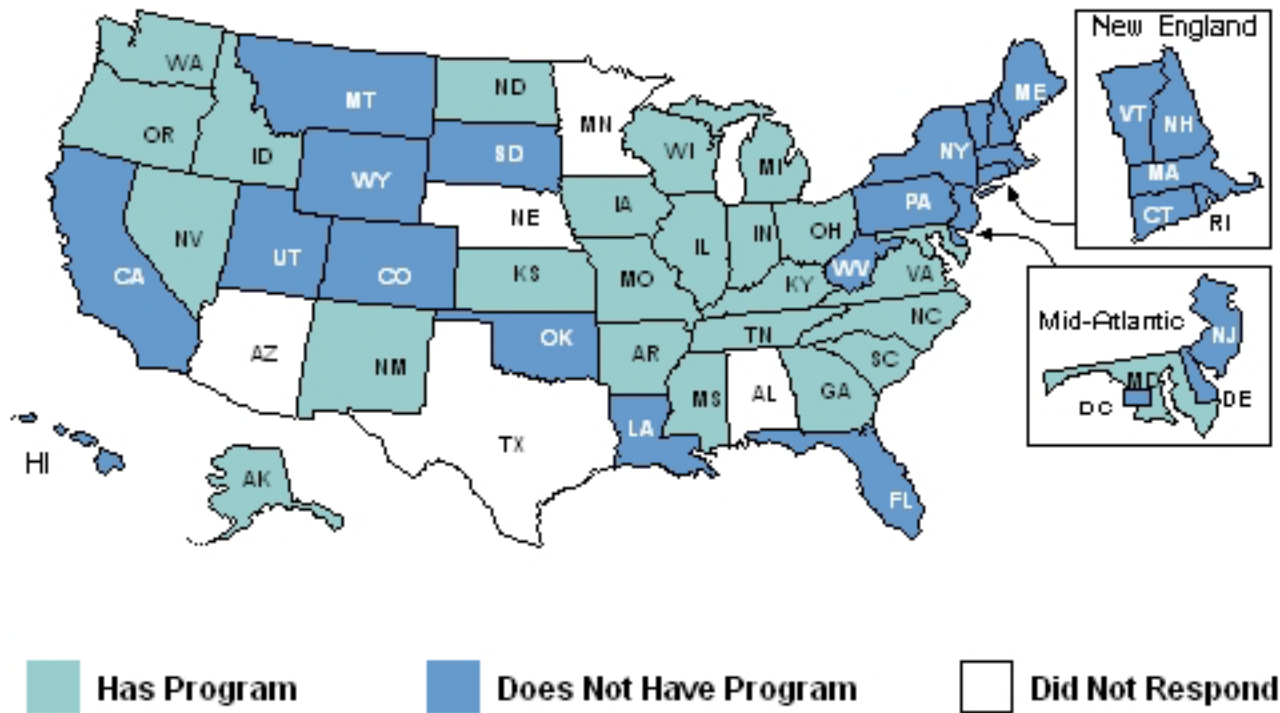 New England
WA
ND
ME
MT
MN
VT
NH
OR
ID
SD
WI
MI
NY
WY
MA
NE
IA
PA
CT
RI
NV
UT
IL
IN
OH
CA
CO
KS
MO
KY
WV
VA
NC
Mid-Atlantic
NJ
OK
TN
AZ
NM
AR
SC
MS
AL
GA
MD
DC
DE
LA
TX
HI
AK
FL
Has Program
Does Not Have Program
Did Not Respond